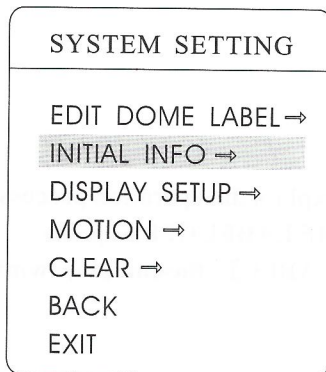 SYSTEM SETTING
EDIT DOME LABEL⇒
INITIAL INFO ⇒
DISPLAY SETUP ⇒
MOTION ⇒
CLEAR ⇒
BACK
EXIT